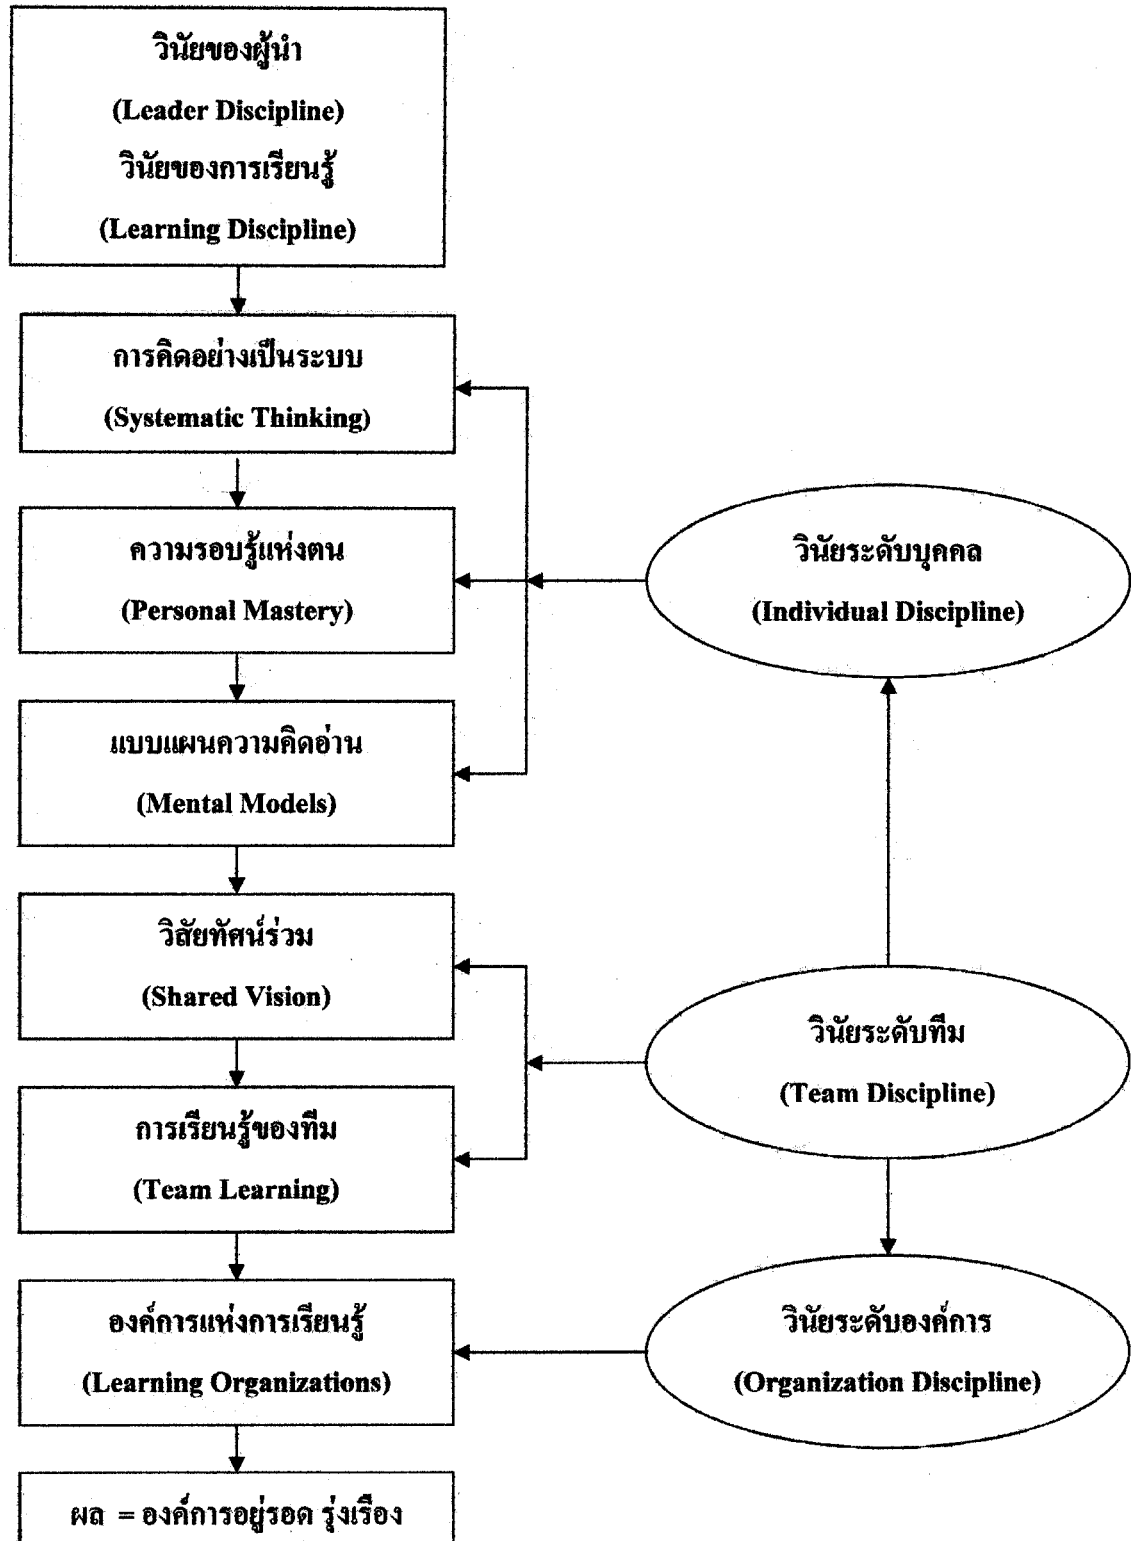 วินัยของผู้นำ
(Leader Discipline)
วินัยของการเรียนรู้
(Learning Discipline)
การคิดอย่างเป็นระบบ
(Systematic Thinking)
ความรอบรู้แห่งตน
(Personal Mastery)
วินัยระดับบุคคล
(Individual Discipline)
แบบแผนความคิดอ่าน
(Mental Models)
วิสัยทัศน์ร่วม
(Shared Vision)
วินัยระดับทีม
(Team Discipline)
การเรียนรู้ของทีม
(Team Learning)
องค์การแห่งการเรียนรู้
(Learning Organizations)
วินัยระดับองค์การ
(Organization Discipline)
ผล = องค์การอยู่รอด รุ่งเรือง